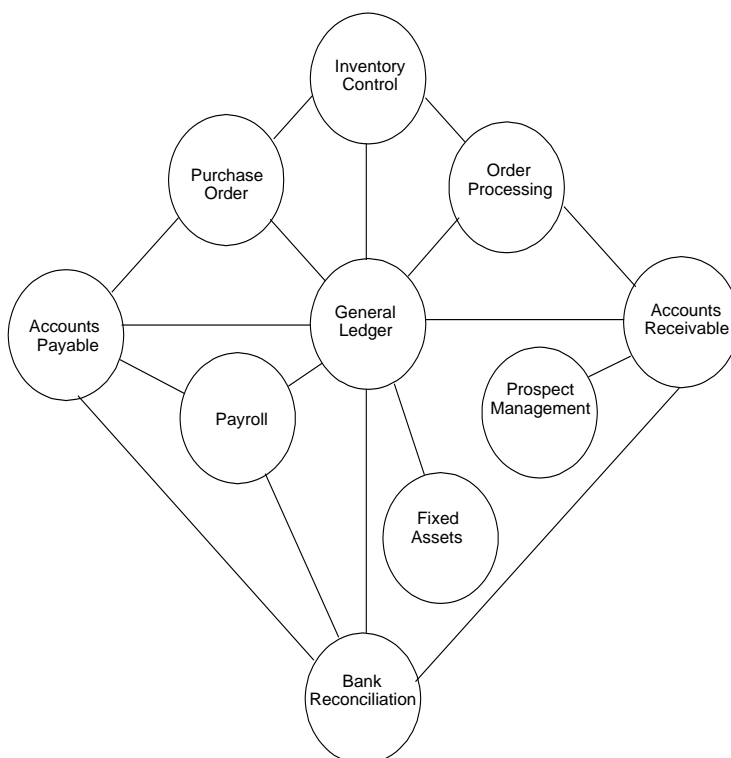 Inventory
Control
Purchase
Order
Order
Processing
General
Ledger
Accounts
Payable
Accounts
Receivable
Payroll
Prospect
Management
Fixed
Assets
Bank
Reconciliation